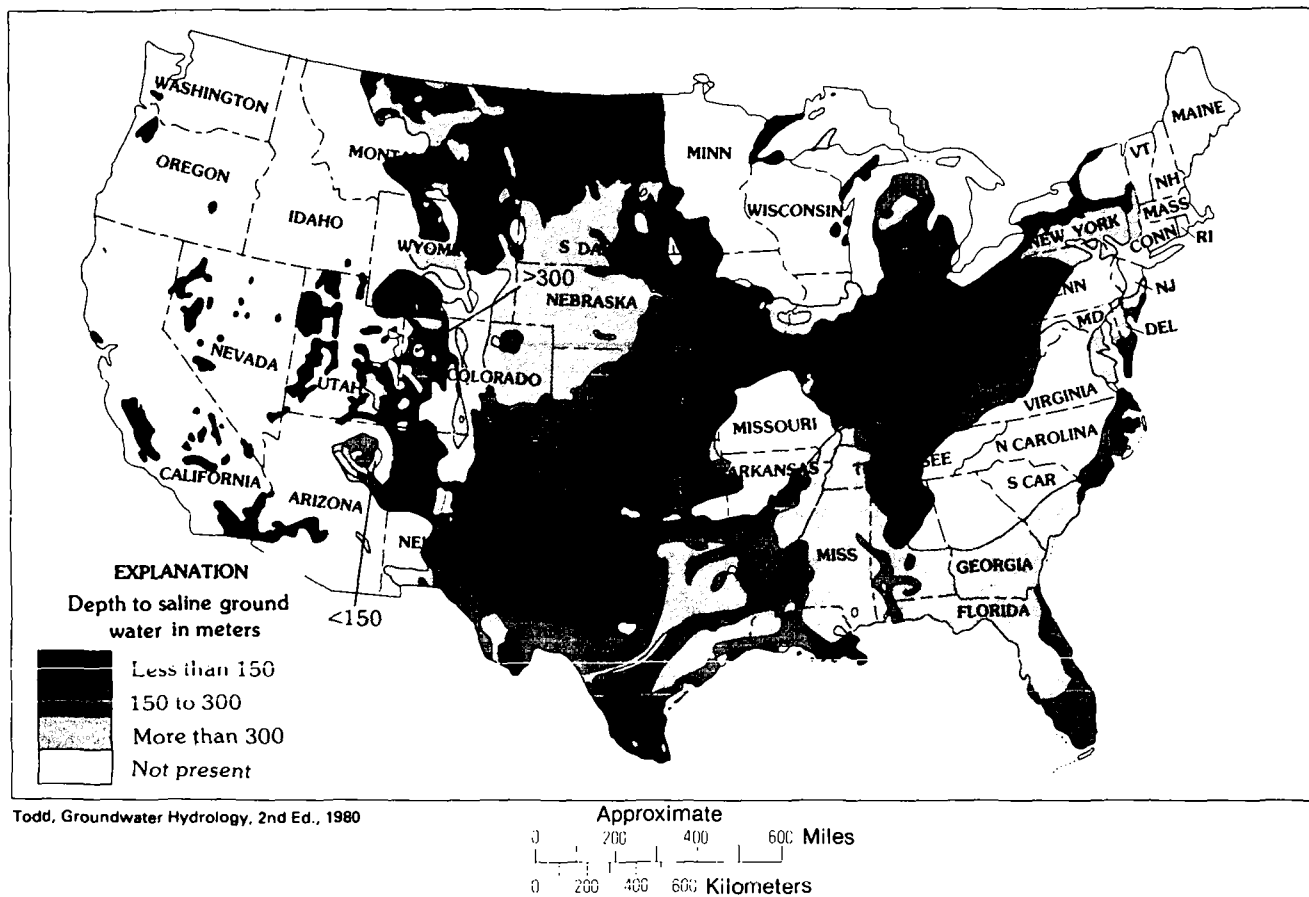 WASHINGTON
MAINE
MONT
MINN
VT
OREGON
NH
IDAHO
WISCONSIN
MASS
NEW YORK
WYOM
S DA
CONN
RI
>300
NEBRASKA
ENN
NJ
MD
DEL
NEVADA
UTAH
COLORADO
VIRGINIA
MISSOURI
N CAROLINA
CALIFORNIA
ARKANSAS
T
SEE
S CAR
ARIZONA
NE
MISS
GEORGIA
FLORIDA
EXPLANATION
Depth to saline ground
water in meters
<150
Less than 150
150 to 300
More than 300
Not present
Todd, Groundwater Hydrology, 2nd Ed., 1980
Approximate
0 200 400 600 Miles
0 200 400 600 Kilometers